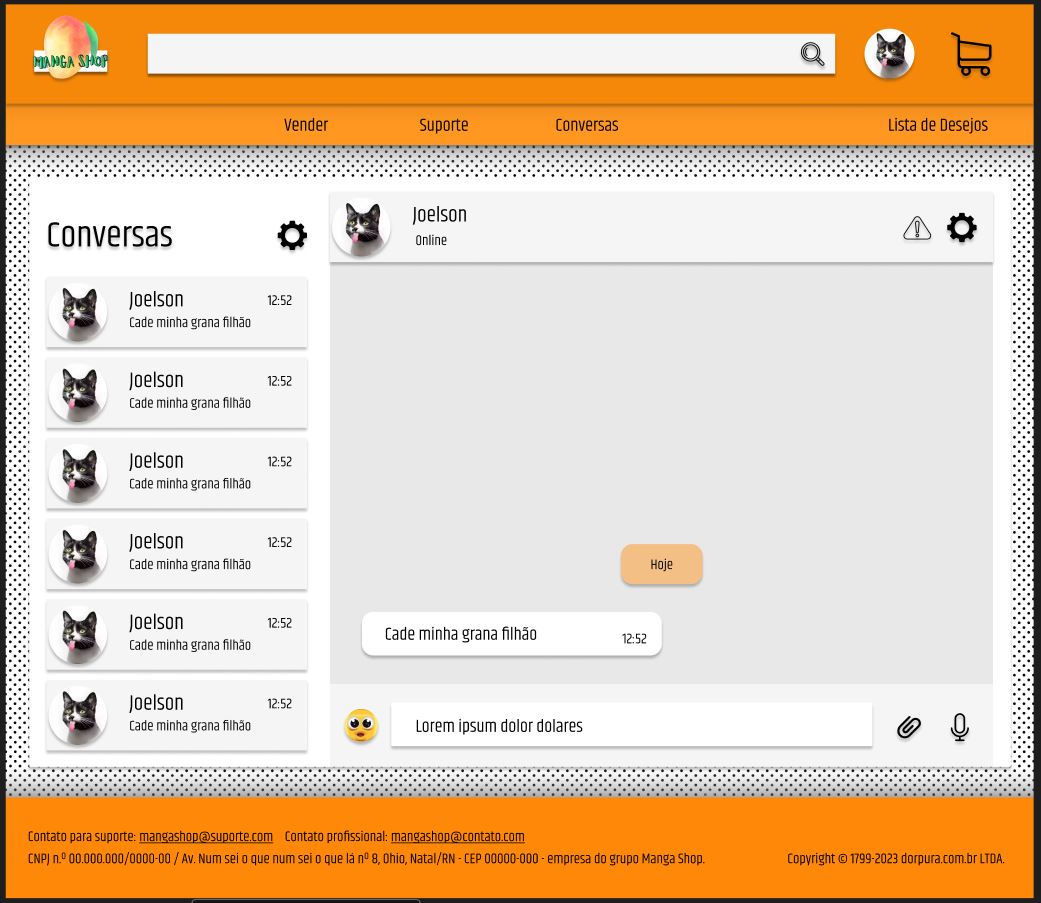 MANGA SHOP
Vender Suporte Conversas Lista de Desejos
Conversas
Joelson 12:52
Cade minha grana filhão
Joelson 12:52
Cade minha grana filhão
Joelson 12:52
Cade minha grana filhão
Joelson 12:52
Cade minha grana filhão
Joelson 12:52
Cade minha grana filhão
Joelson 12:52
Cade minha grana filhão
Joelson
Online
Hoje
Cade minha grana filhão 12:52
Lorem ipsum dolor dolares
Contato para suporte: mangashop@suporte.com Contato profissional: mangashop@contato.com
CNPJ n.º 00.000.000/0000-00 / Av. Num sei o que num sei o que lá nº 8, Ohio, Natal/RN - CEP 00000-000 - empresa do grupo Manga Shop. Copyright © 1799-2023 dorpura.com.br LTDA.